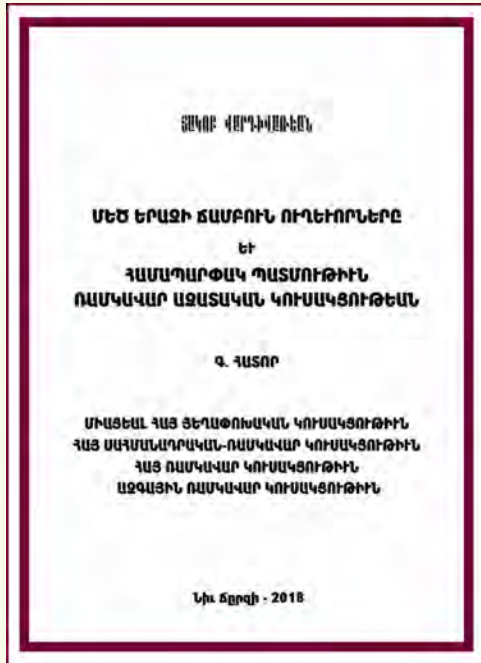 ՅԱԿՈԲ ՎԱՐԴԻՎԱՌԵԱՆ
ՄԵԾ ԵՐԱԶԻ ՃԱՄԲՈՒՆ ՈՒՂԵՒՈՐՆԵՐԸ
ԵՒ
ՀԱՄԱՊԱՐՓԱԿ ՊԱՏՄՈՒԹԻՒՆ
ՌԱՄԿԱՎԱՐ ԱԶԱՏԱԿԱՆ ԿՈՒՍԱԿՑՈՒԹԵԱՆ
Գ. ՀԱՏՈՐ
ՄԻԱՑԵԱԼ ՀԱՅ ՅԵՂԱՓՈԽԱԿԱՆ ԿՈՒՍԱԿՑՈՒԹԻՒՆ
ՀԱՅ ՍԱՀՄԱՆԱԴՐԱԿԱՆ-ՌԱՄԿԱՎԱՐ ԿՈՒՍԱԿՑՈՒԹԻՒՆ
ՀԱՅ ՌԱՄԿԱՎԱՐ ԿՈՒՍԱԿՑՈՒԹԻՒՆ
ԱԶԳԱՅԻՆ ՌԱՄԿԱՎԱՐ ԿՈՒՍԱԿՑՈՒԹԻՒՆ
Նիւ Ճըրզի - 2018